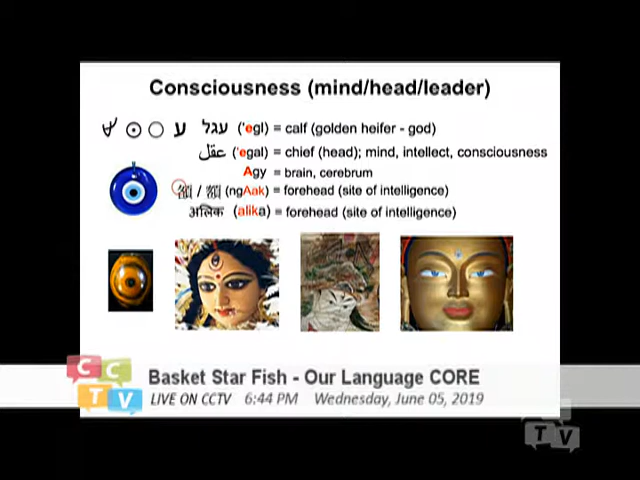 Consciousness (mind/head/leader)
ע עגל ('egl) = calf (golden heifer - god)
عقل ('egal) = chief (head); mind, intellect, consciousness
Agy = brain, cerebrum
/ (ngAak) = forehead (site of intelligence)
अलिक (alika) = forehead (site of intelligence)
CCTV
Basket Star Fish - Our Language CORE
LIVE ON CCTV 6:44 PM Wednesday, June 05, 2019
TV